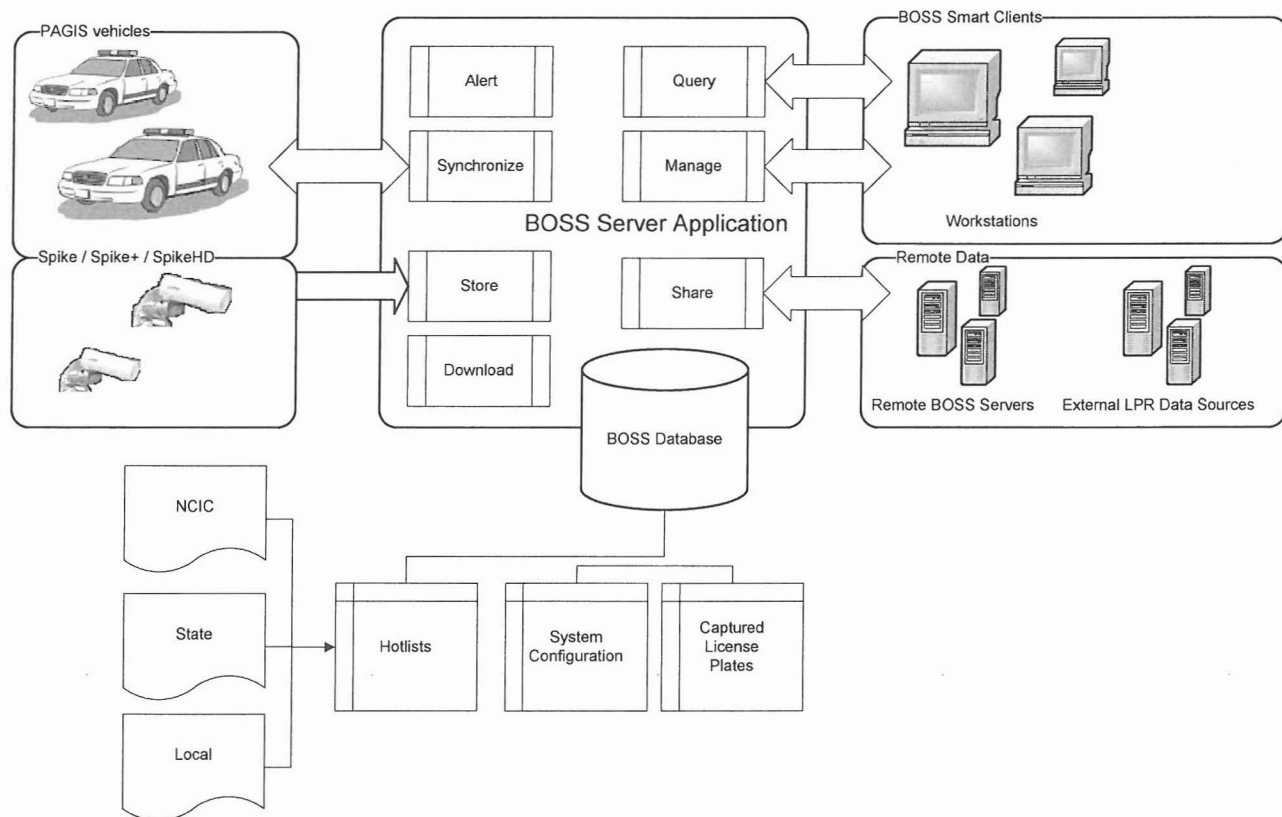 PAGIS vehicles
BOSS Smart Clients
Alert
Query
Synchronize
Manage
BOSS Server Application
Workstations
Spike / Spike+ / SpikeHD
Remote Data
Store
Share
Download
Remote BOSS Servers
External LPR Data Sources
BOSS Database
NCIC
State
Local
Hotlists
System
Configuration
Captured
License
Plates